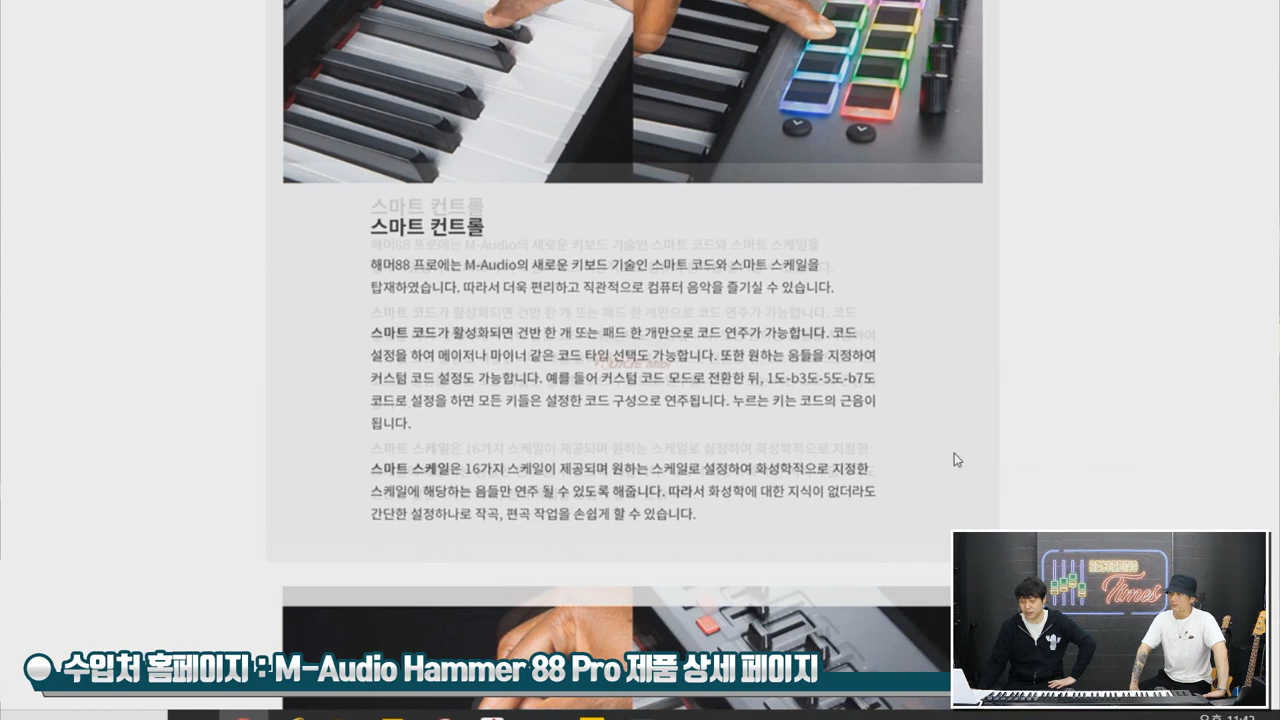 스마트 컨트롤
해머88 프로에는 M-Audio의 새로운 키보드 기술인 스마트 코드와 스마트 스케일을
탑재하였습니다. 따라서 더욱 편리하고 직관적으로 컴퓨터 음악을 즐기실 수 있습니다.
스마트 코드가 활성화되면 건반 한 개 또는 패드 한 개만으로 코드 연주가 가능합니다. 코드
설정을 하여 메이저나 마이너 같은 코드 타입 선택도 가능합니다. 또한 원하는 음들을 지정하여
커스텀 코드 설정도 가능합니다. 예를 들어 커스텀 코드 모드로 전환한 뒤, 1도-b3도-5도-b7도
코드로 설정을 하면 모든 키들은 설정한 코드 구성으로 연주됩니다. 누르는 키는 코드의 근음이
됩니다.
스마트 스케일은 16가지 스케일이 제공되며 원하는 스케일로 설정하여 화성학적으로 지정한
스케일에 해당하는 음들만 연주 될 수 있도록 해줍니다. 따라서 화성학에 대한 지식이 없더라도
간단한 설정하나로 작곡, 편곡 작업을 손쉽게 할 수 있습니다.
RECORDING
Times
수입처 홈페이지 : M-Audio Hammer 88 Pro 제품 상세 페이지